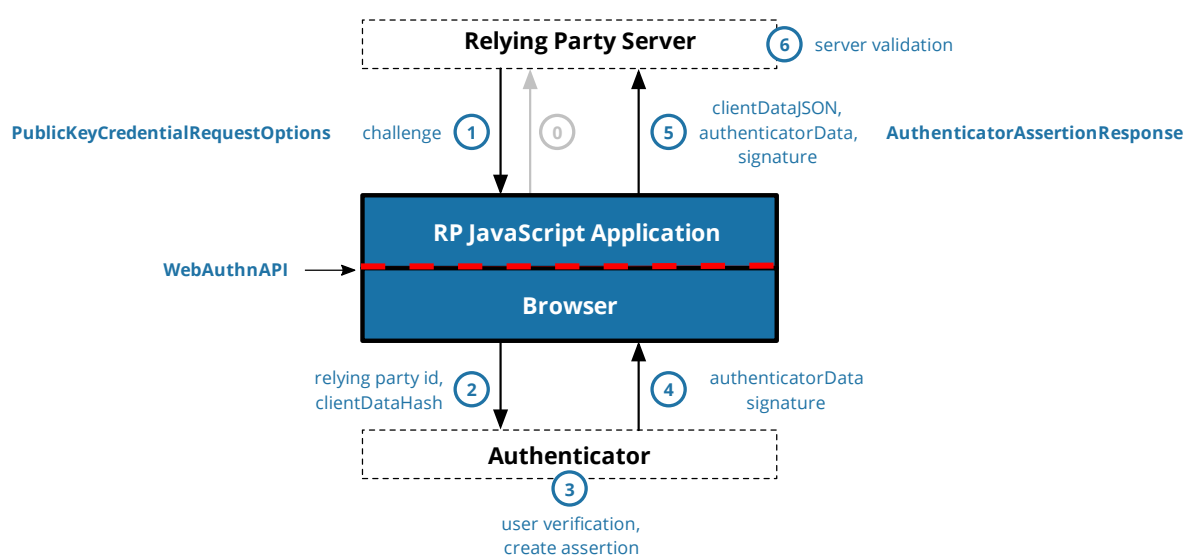 Relying Party Server
6
server validation
PublicKeyCredentialRequestOptions
challenge
1
0
5
clientDataJSON,
authenticatorData,
signature
AuthenticatorAssertionResponse
RP JavaScript Application
WebAuthnAPI
Browser
relying party id,
clientDataHash
2
4
authenticatorData
signature
Authenticator
3
user verification,
create assertion